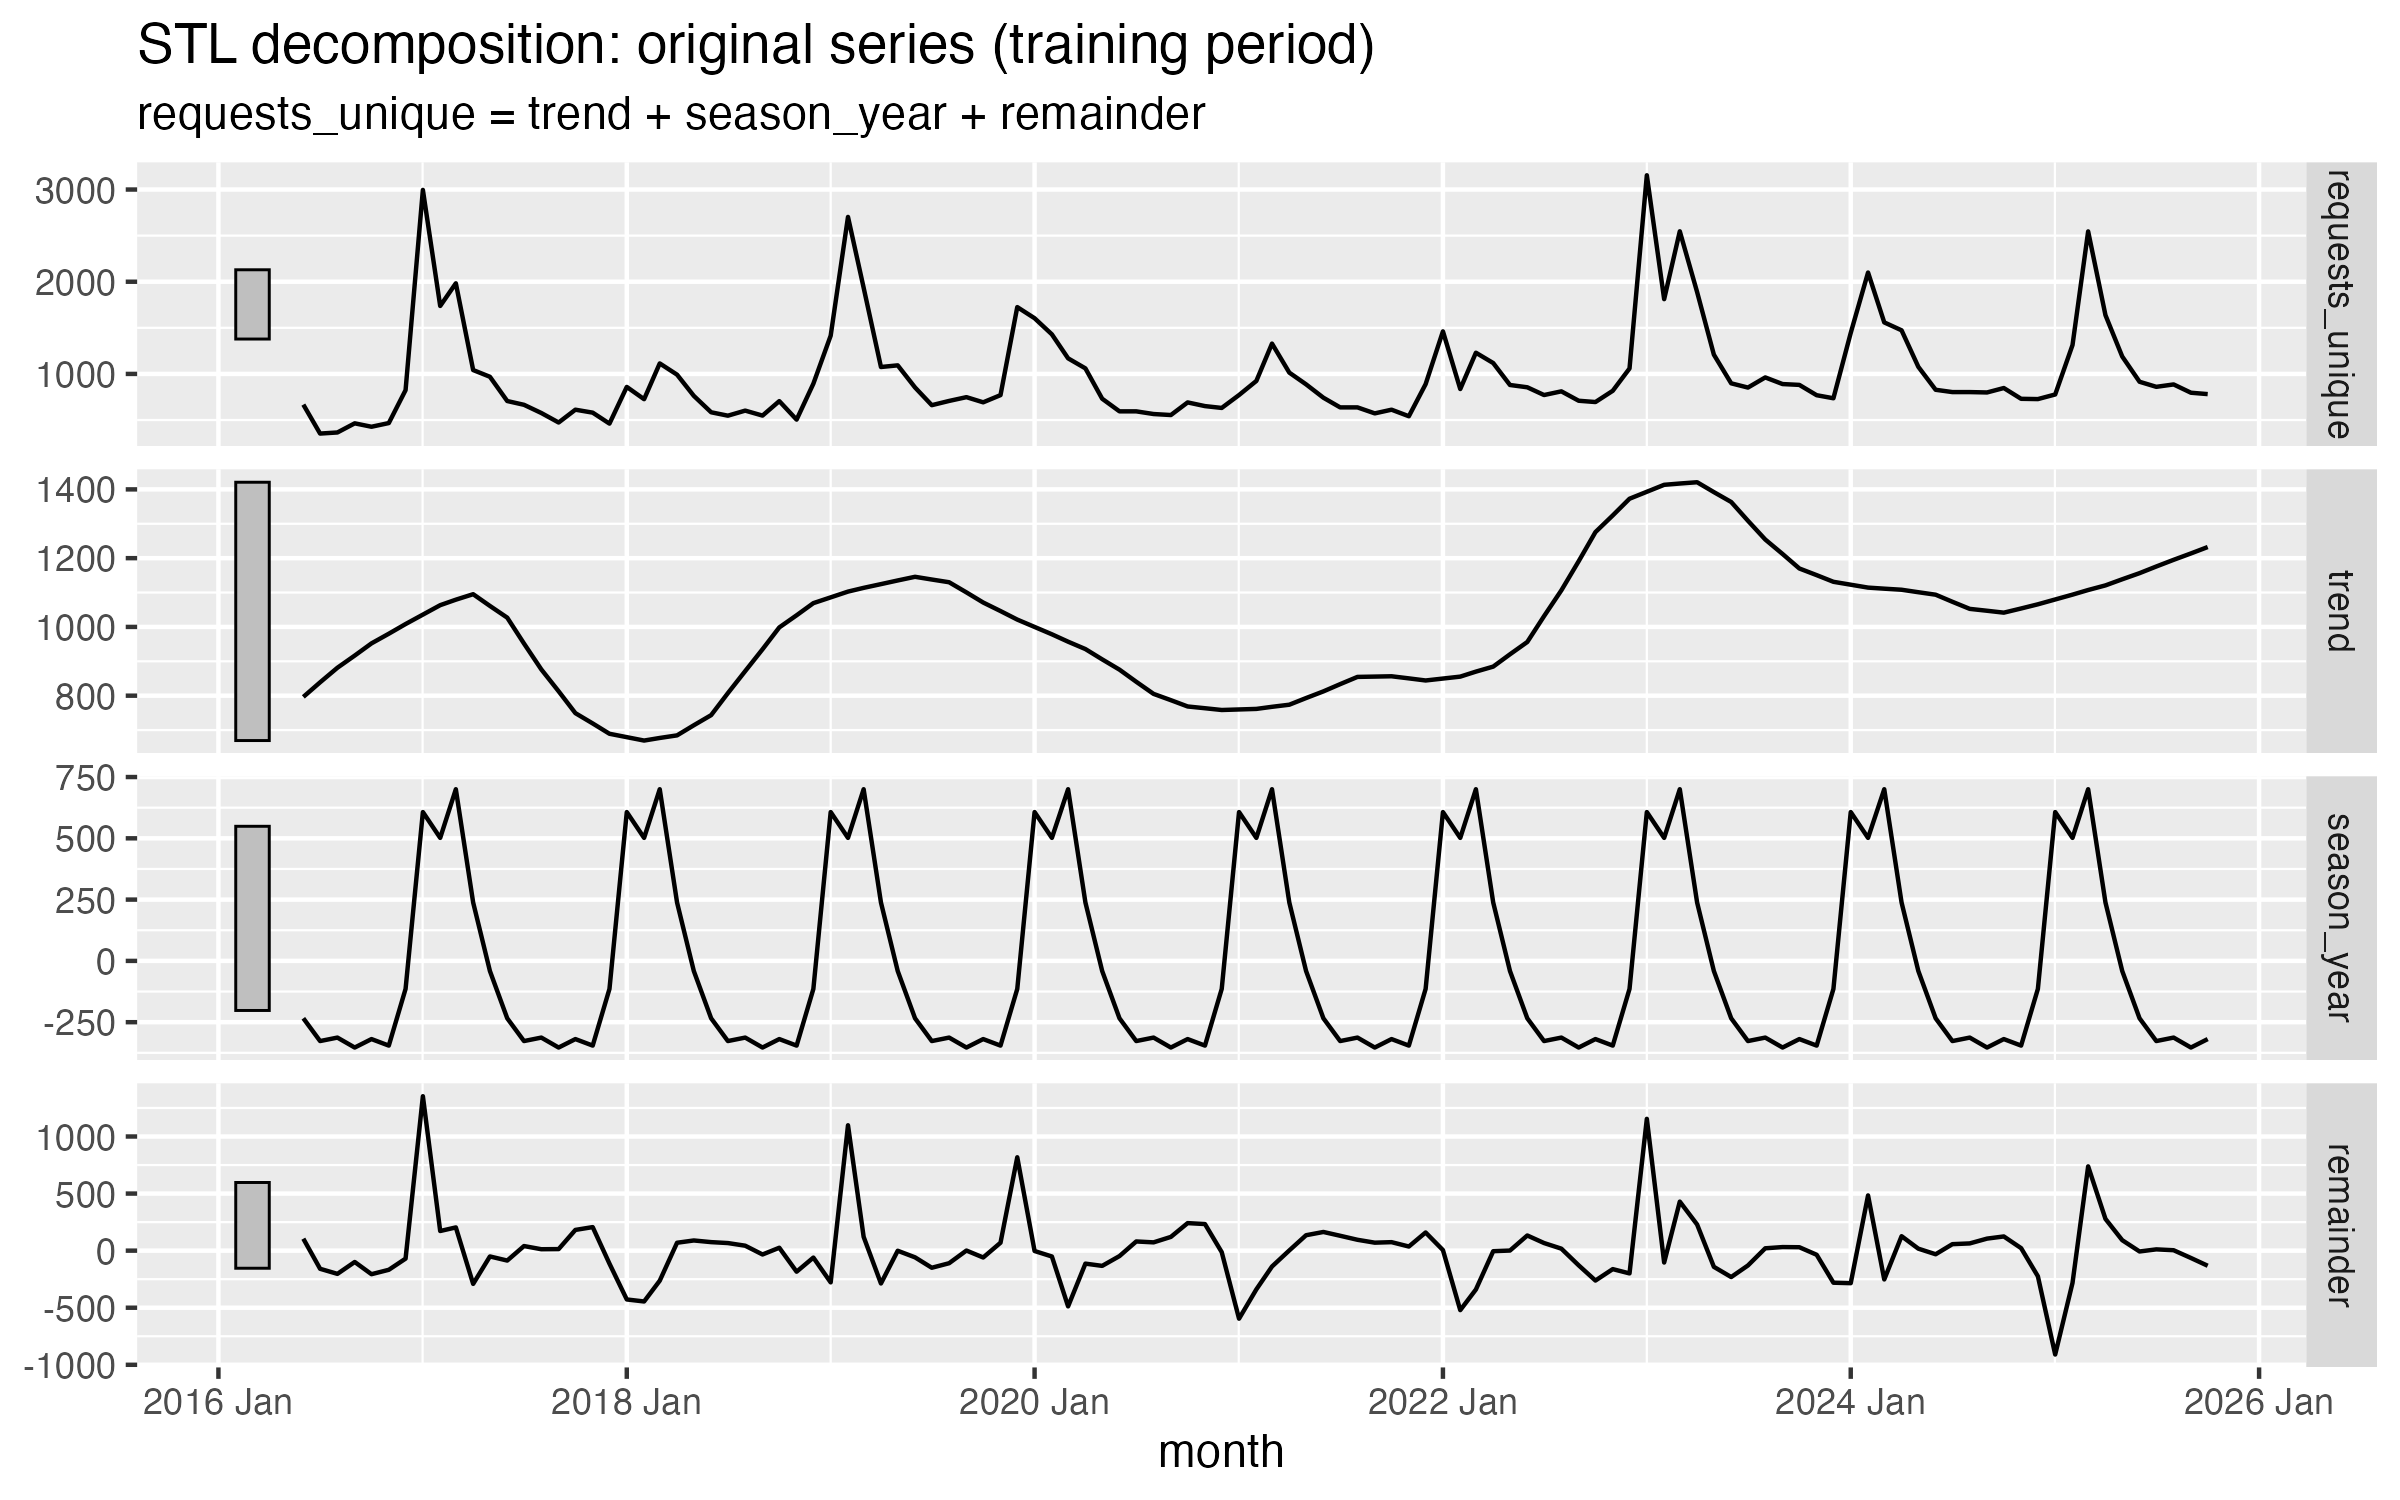 STL decomposition: original series (training period)
requests_unique = trend + season_year + remainder
3000
2000
1000
requests_unique
1400
1200
1000
800
trend
750
500
250
0
-250
season_year
1000
500
0
-500
-1000
remainder
2016 Jan
2018 Jan
2020 Jan
2022 Jan
2024 Jan
2026 Jan
month